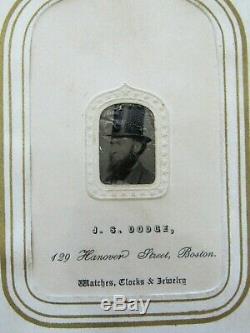 J. S. DODGE,
129 Hanover Street, Boston.
Watches, Clocks & Jewelry